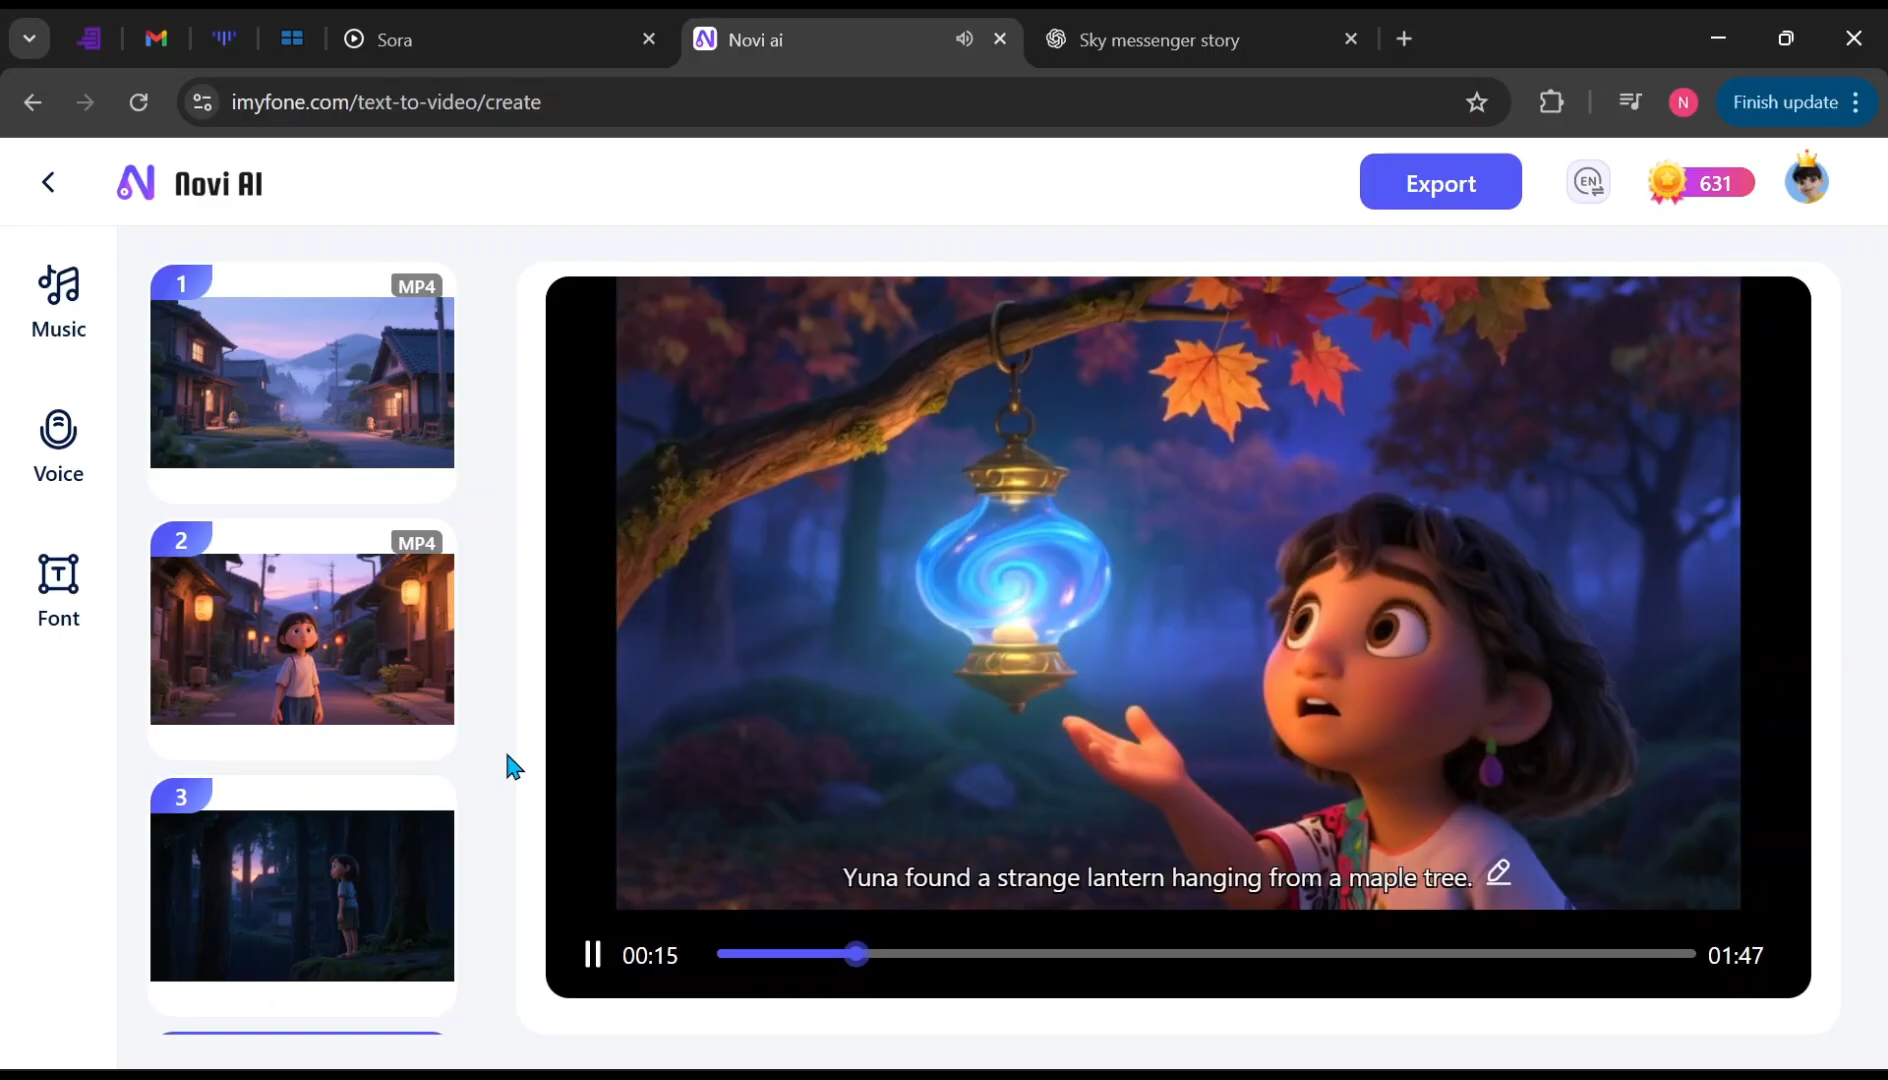 Sora
Novi ai
Sky messenger story
imyfone.com/text-to-video/create
N
Finish update
Novi AI
Export
EN
631
Music
Voice
Font
1
MP4
2
MP4
3
Yuna found a strange lantern hanging from a maple tree.
00:15
01:47